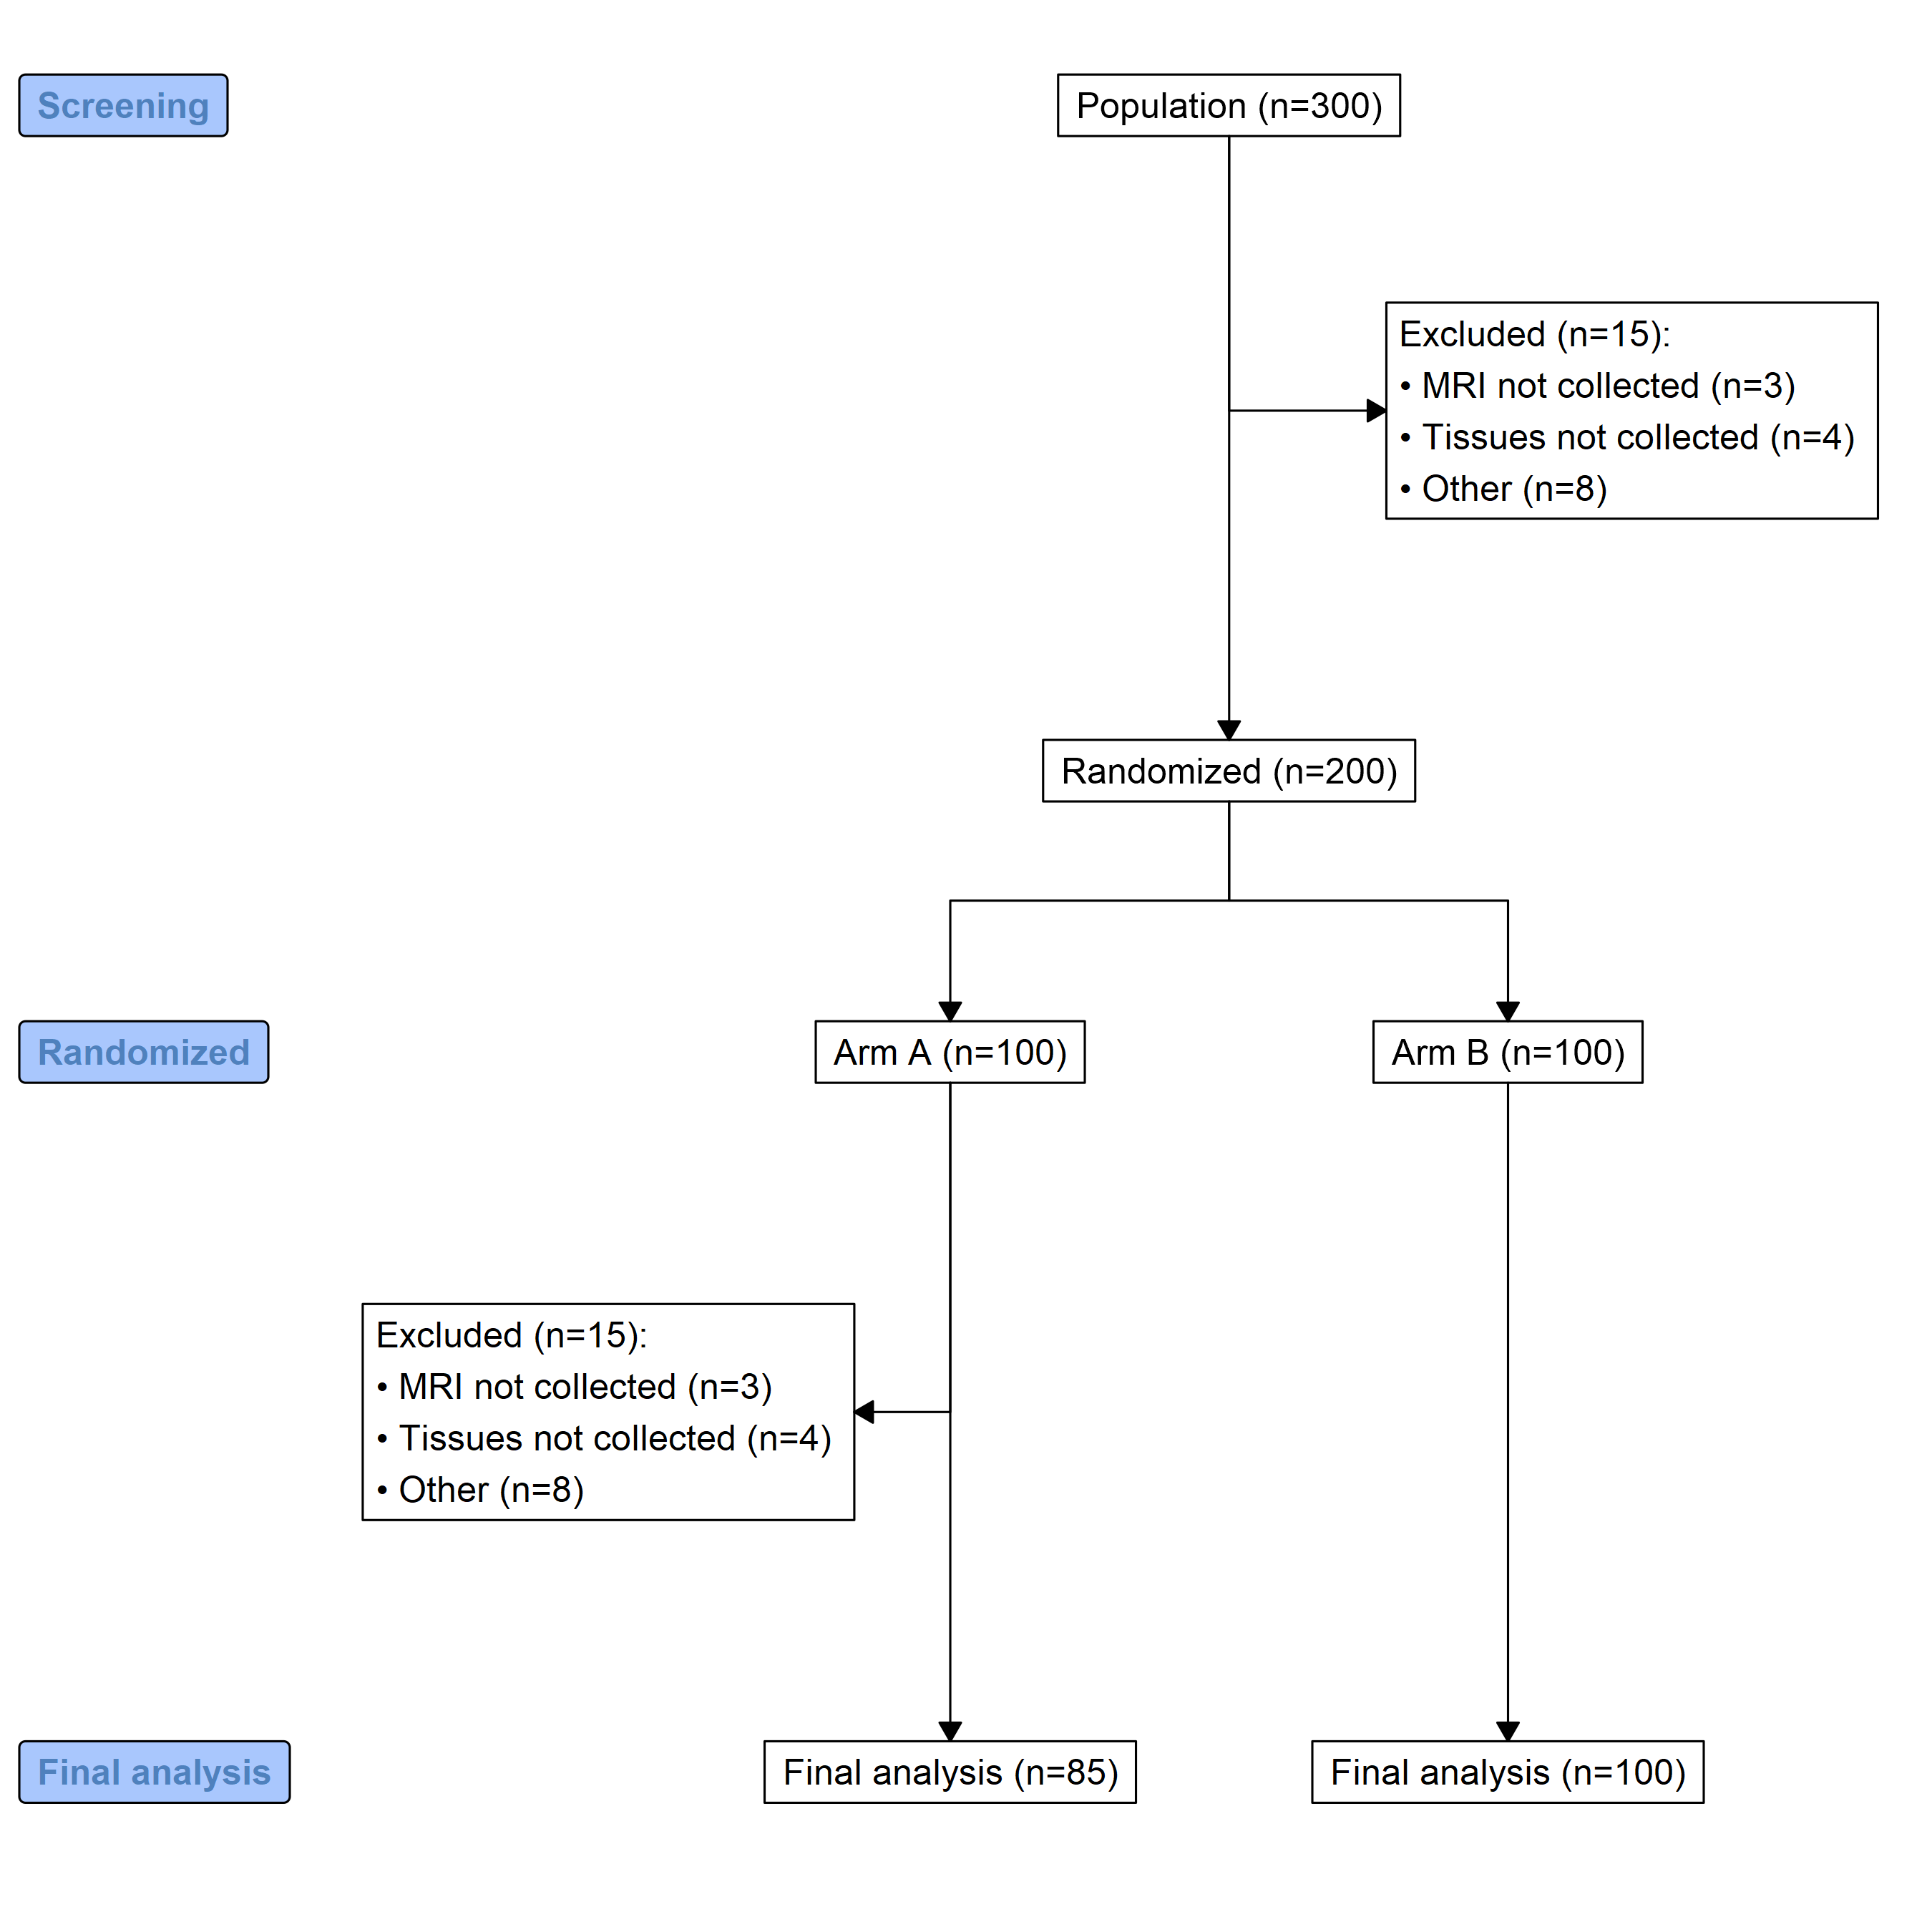 Screening
Population (n=300)
Excluded (n=15):
• MRI not collected (n=3)
• Tissues not collected (n=4)
• Other (n=8)
Randomized (n=200)
Randomized
Arm A (n=100)
Arm B (n=100)
Excluded (n=15):
• MRI not collected (n=3)
• Tissues not collected (n=4)
• Other (n=8)
Final analysis
Final analysis (n=85)
Final analysis (n=100)